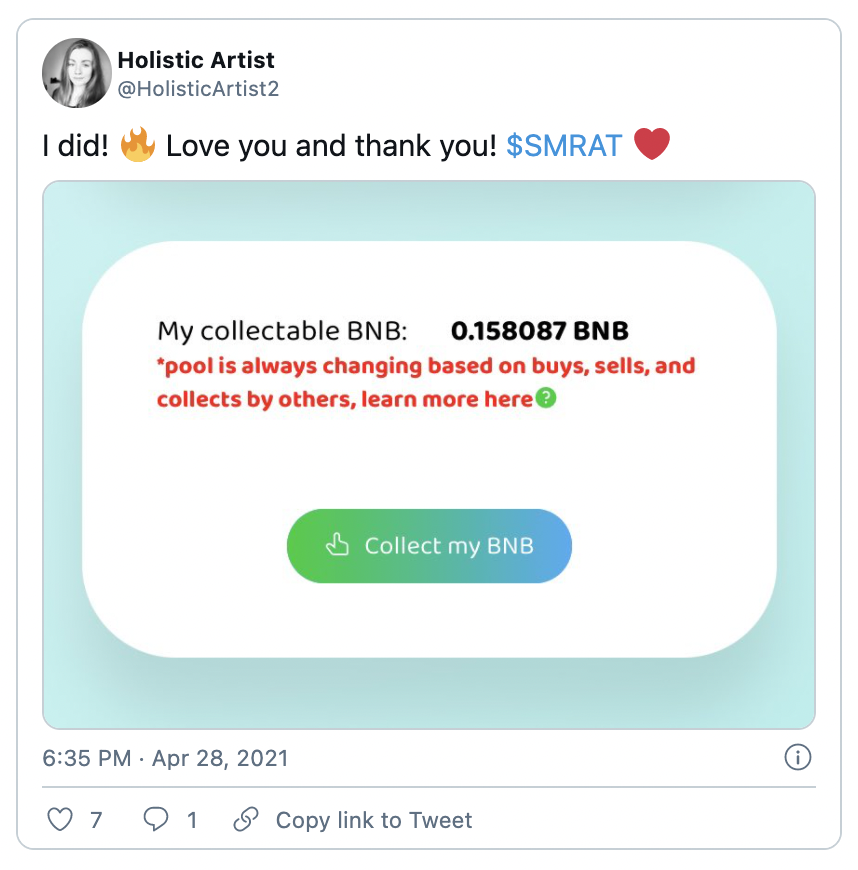 Holistic Artist
@HolisticArtist2
I did! 🔥 Love you and thank you! $SMRAT ❤️
My collectable BNB: 0.158087 BNB
*pool is always changing based on buys, sells, and
collects by others, learn more here?
Collect my BNB
6:35 PM · Apr 28, 2021
7 1 Copy link to Tweet